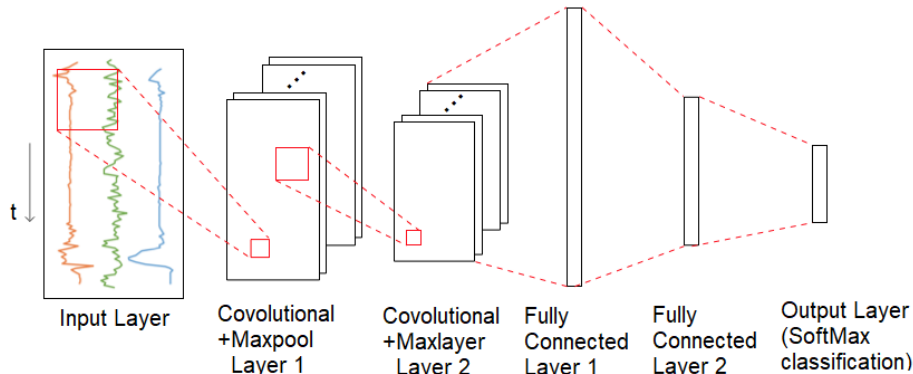 t
Input Layer
Covolutional
+Maxpool
Layer 1
Covolutional
+Maxlayer
Layer 2
Fully
Connected
Layer 1
Fully
Connected
Layer 2
Output Layer
(SoftMax
classification)